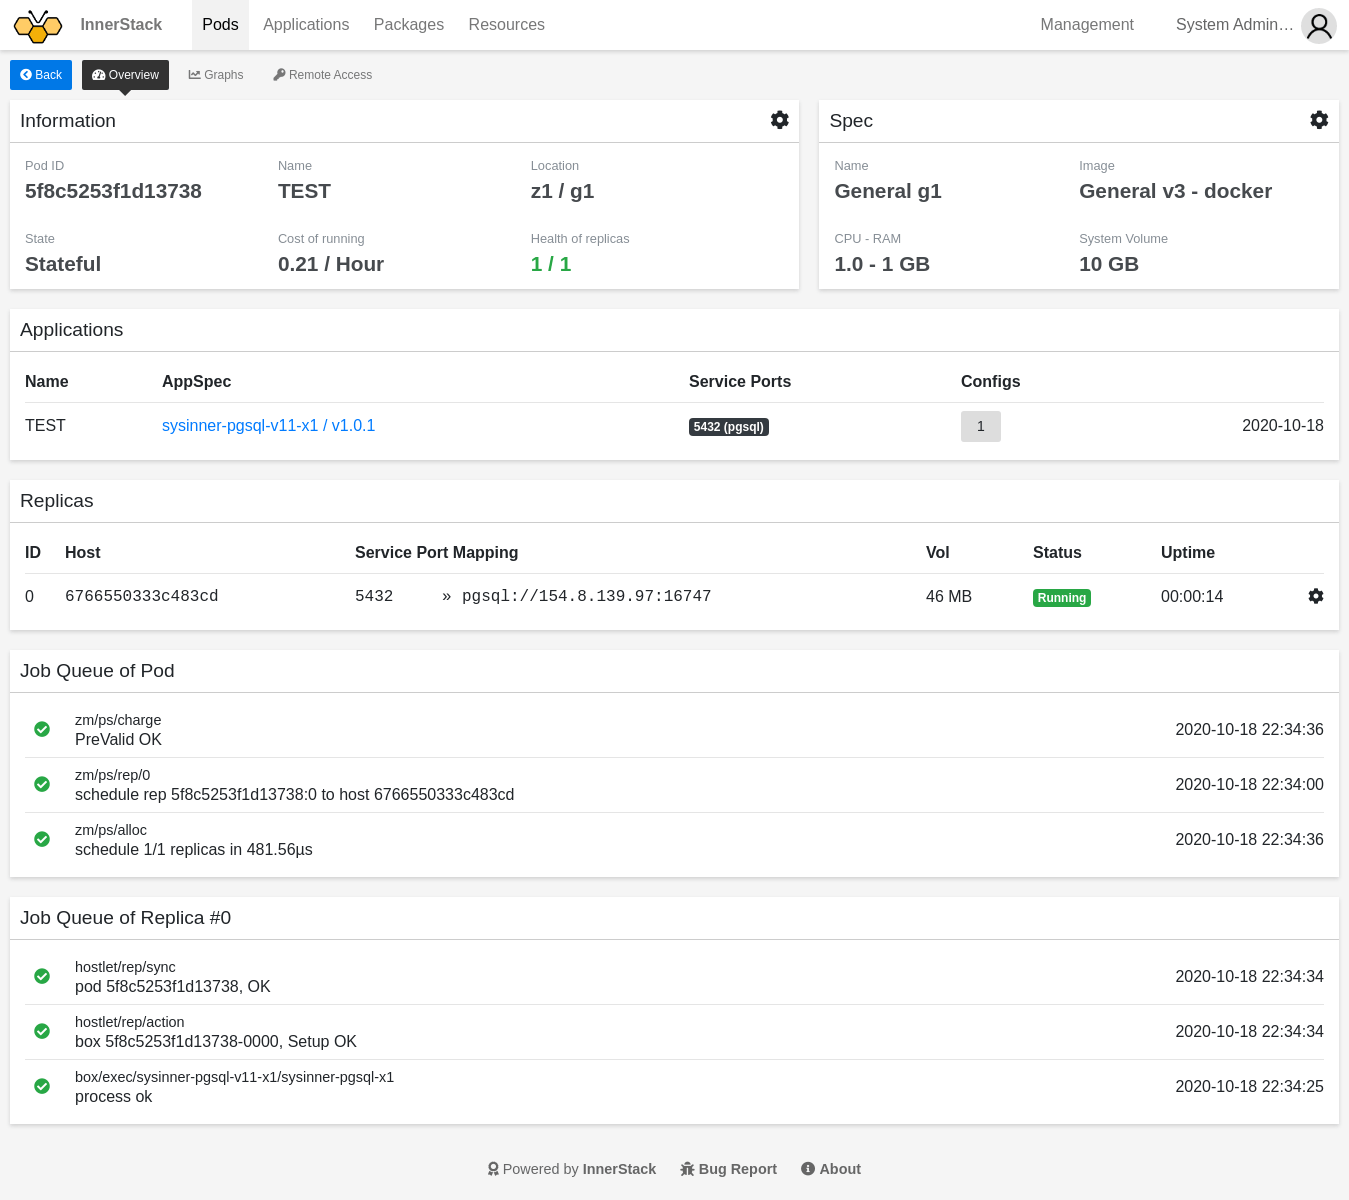 InnerStack Pods Applications Packages Resources Management System Admin…
Back Overview Graphs Remote Access
Information
Pod ID Name Location
5f8c5253f1d13738 TEST z1 / g1
State Cost of running Health of replicas
Stateful 0.21 / Hour 1 / 1
Spec
Name Image
General g1 General v3 - docker
CPU - RAM System Volume
1.0 - 1 GB 10 GB
Applications
Name AppSpec Service Ports Configs
TEST sysinner-pgsql-v11-x1 / v1.0.1 5432 (pgsql) 1 2020-10-18
Replicas
ID Host Service Port Mapping Vol Status Uptime
0 6766550333c483cd 5432 » pgsql://154.8.139.97:16747 46 MB Running 00:00:14
Job Queue of Pod
zm/ps/charge
PreValid OK 2020-10-18 22:34:36
zm/ps/rep/0
schedule rep 5f8c5253f1d13738:0 to host 6766550333c483cd 2020-10-18 22:34:00
zm/ps/alloc
schedule 1/1 replicas in 481.56µs 2020-10-18 22:34:36
Job Queue of Replica #0
hostlet/rep/sync
pod 5f8c5253f1d13738, OK 2020-10-18 22:34:34
hostlet/rep/action
box 5f8c5253f1d13738-0000, Setup OK 2020-10-18 22:34:34
box/exec/sysinner-pgsql-v11-x1/sysinner-pgsql-x1
process ok 2020-10-18 22:34:25
Powered by InnerStack Bug Report About